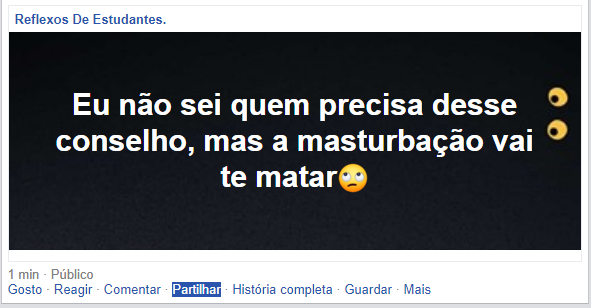 Reflexos De Estudantes.
Eu não sei quem precisa desse
conselho, mas a masturbação vai
te matar🙄
1 min · Público
Gosto · Reagir · Comentar · Partilhar · História completa · Guardar · Mais